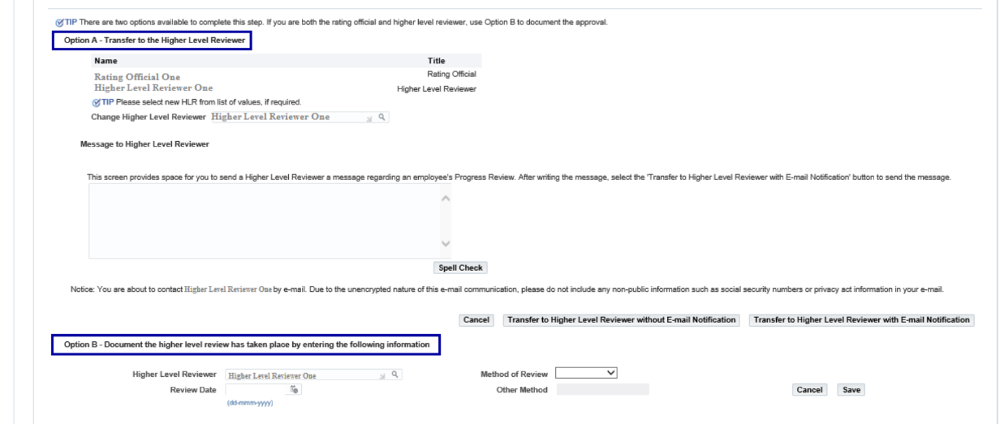 TIP There are two options available to complete this step. If you are both the rating official and higher level reviewer, use Option B to document the approval.
Option A - Transfer to the Higher Level Reviewer
Name Title
Rating Official One Rating Official
Higher Level Reviewer One Higher Level Reviewer
TIP Please select new HLR from list of values, if required.
Change Higher Level Reviewer Higher Level Reviewer One
Message to Higher Level Reviewer
This screen provides space for you to send a Higher Level Reviewer a message regarding an employee's Progress Review. After writing the message, select the 'Transfer to Higher Level Reviewer with E-mail Notification' button to send the message.
Spell Check
Notice: You are about to contact Higher Level Reviewer One by e-mail. Due to the unencrypted nature of this e-mail communication, please do not include any non-public information such as social security numbers or privacy act information in your e-mail.
Cancel Transfer to Higher Level Reviewer without E-mail Notification Transfer to Higher Level Reviewer with E-mail Notification
Option B - Document the higher level review has taken place by entering the following information
Higher Level Reviewer Higher Level Reviewer One Method of Review
Review Date Other Method Cancel Save
(dd-mmm-yyyy)